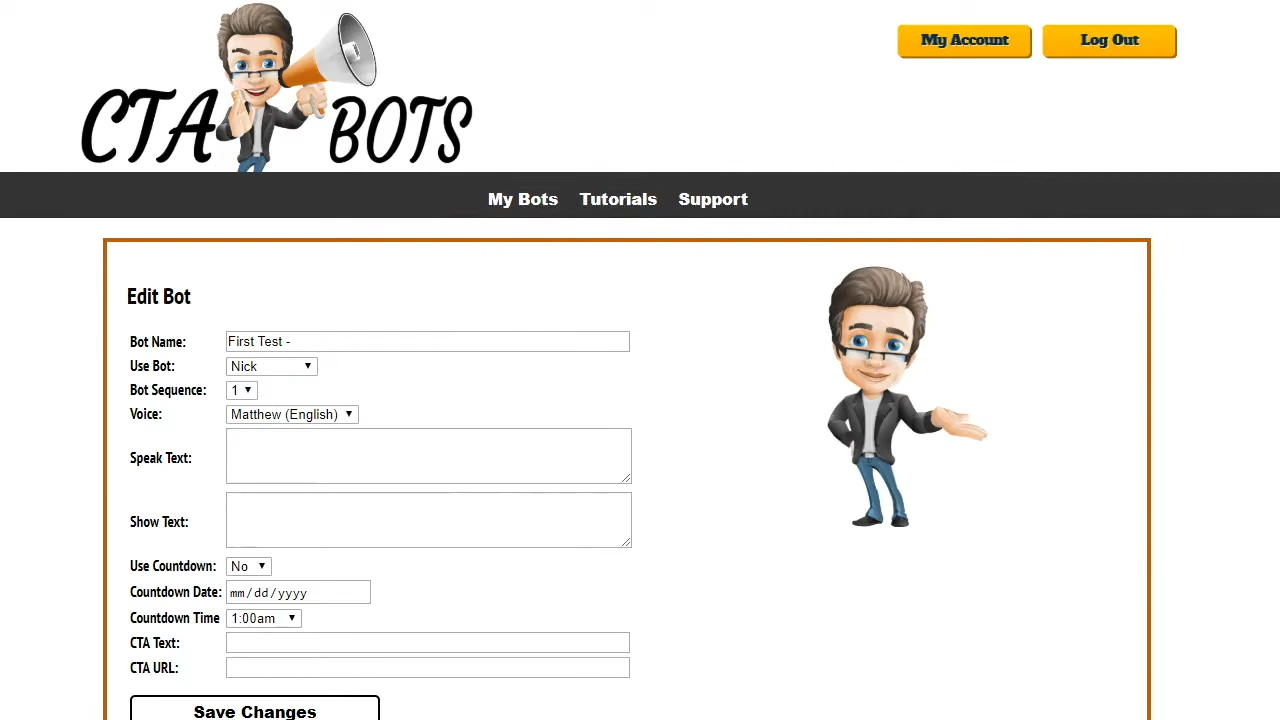 CTA BOTS
My Account
Log Out
My Bots Tutorials Support
Edit Bot
Bot Name: First Test -
Use Bot: Nick
Bot Sequence: 1
Voice: Matthew (English)
Speak Text:
Show Text:
Use Countdown: No
Countdown Date: mm/dd/yyyy
Countdown Time 1:00am
CTA Text:
CTA URL:
Save Changes